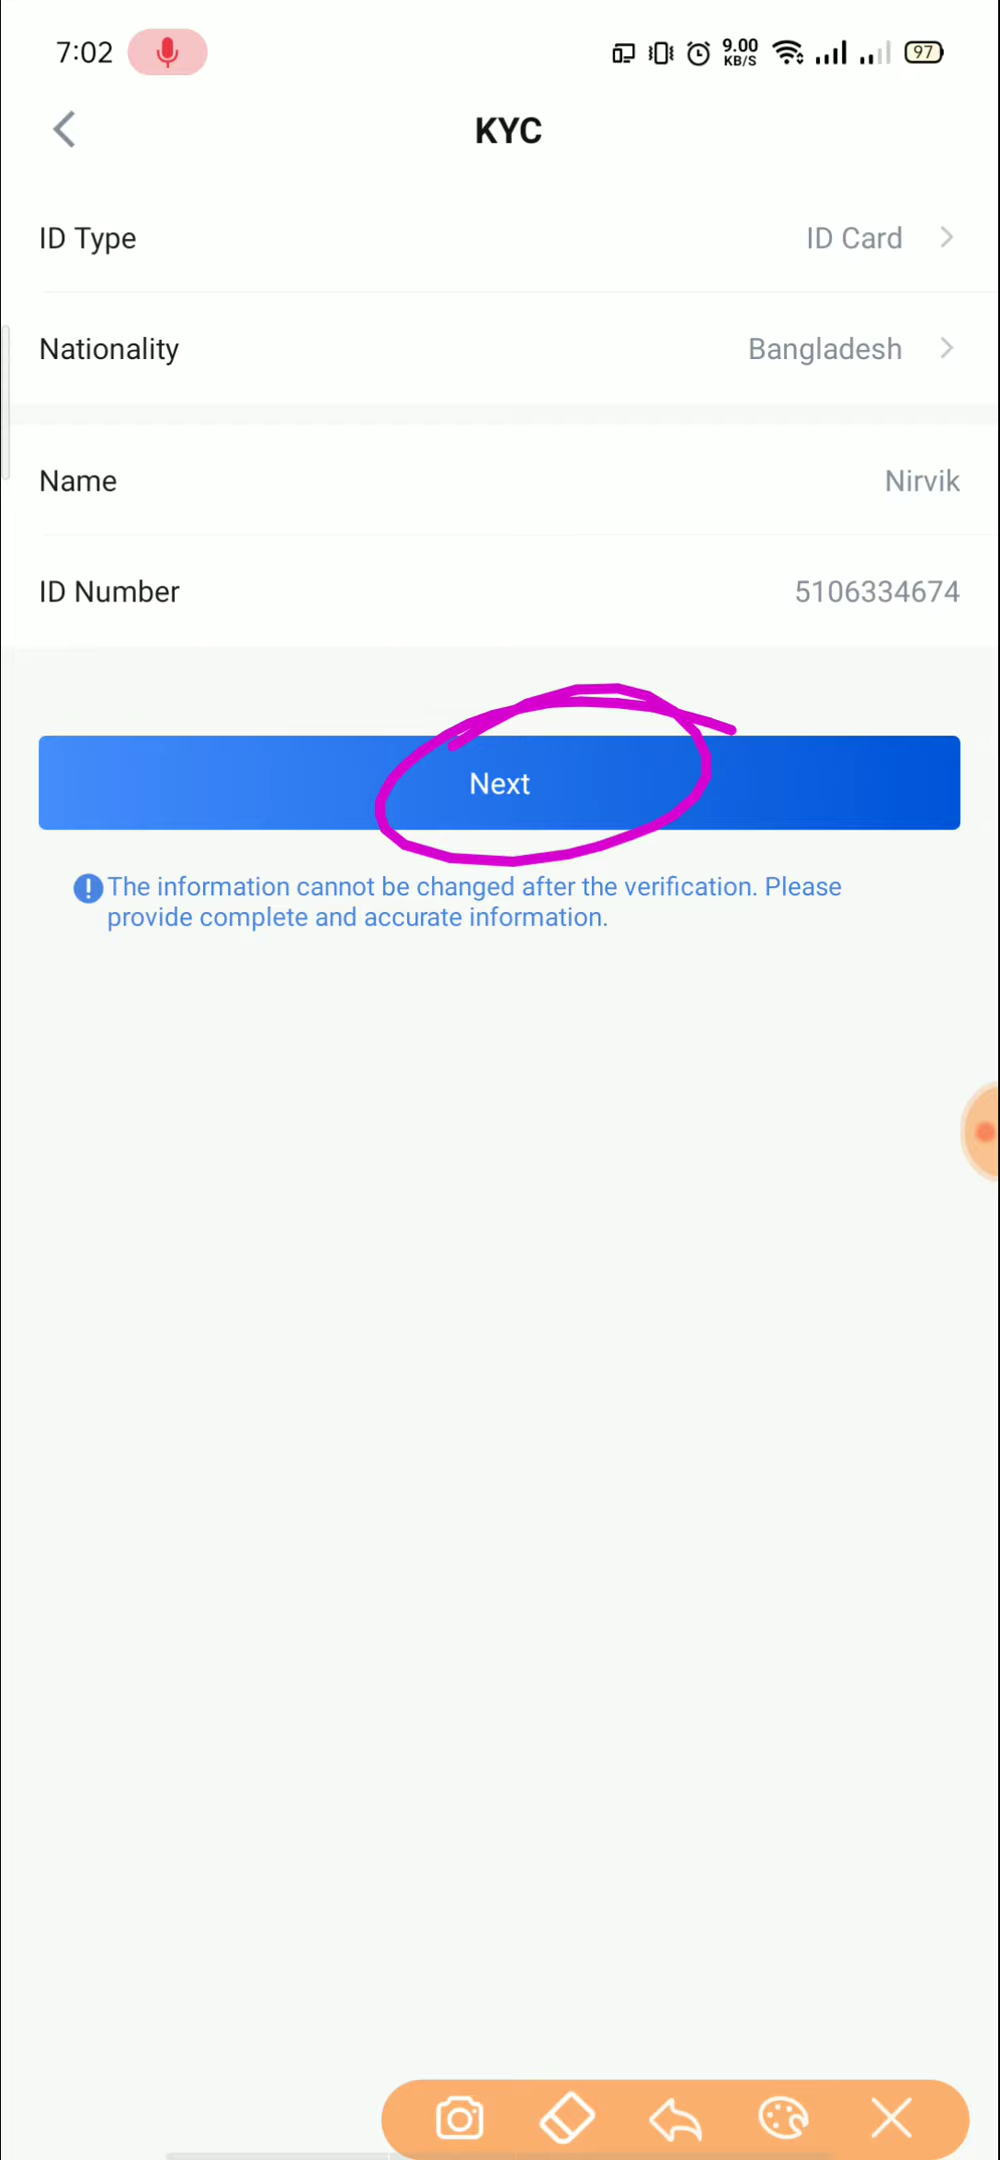 7:02 9.00 KB/S 97
KYC
ID Type ID Card
Nationality Bangladesh
Name Nirvik
ID Number 5106334674
Next
The information cannot be changed after the verification. Please
provide complete and accurate information.